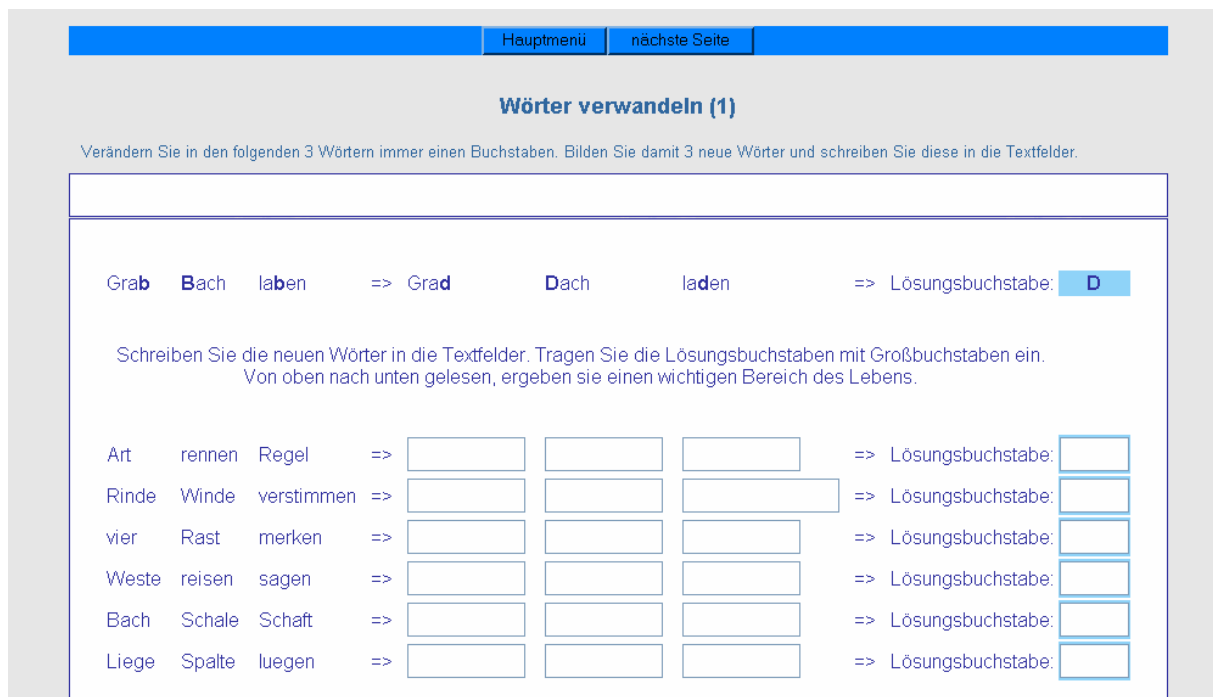 Hauptmenü nächste Seite
Wörter verwandeln (1)
Verändern Sie in den folgenden 3 Wörtern immer einen Buchstaben. Bilden Sie damit 3 neue Wörter und schreiben Sie diese in die Textfelder.
Grab Bach laben => Grad Dach laden => Lösungsbuchstabe: D
Schreiben Sie die neuen Wörter in die Textfelder. Tragen Sie die Lösungsbuchstaben mit Großbuchstaben ein.
Von oben nach unten gelesen, ergeben sie einen wichtigen Bereich des Lebens.
Art rennen Regel => => Lösungsbuchstabe:
Rinde Winde verstimmen => => Lösungsbuchstabe:
vier Rast merken => => Lösungsbuchstabe:
Weste reisen sagen => => Lösungsbuchstabe:
Bach Schale Schaft => => Lösungsbuchstabe:
Liege Spalte luegen => => Lösungsbuchstabe: